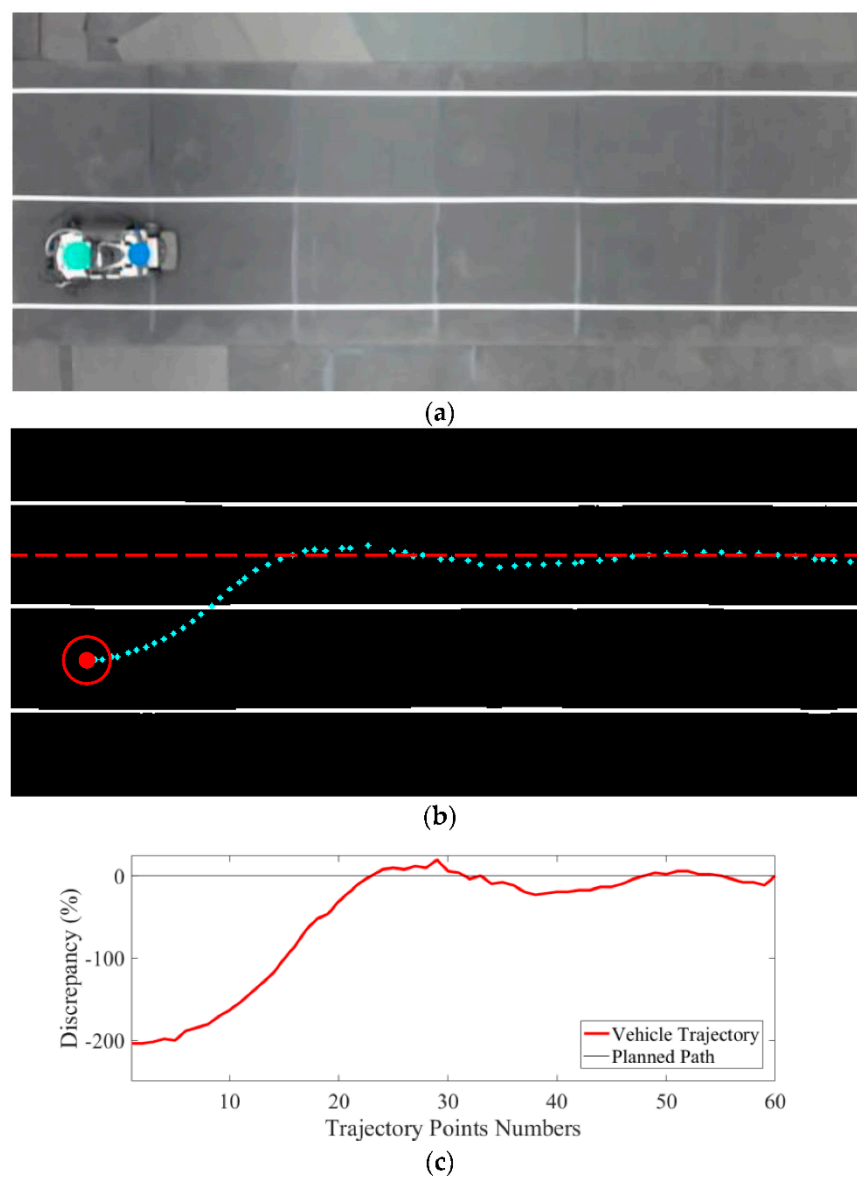 (a)
(b)
0
-100
-200
Discrepancy (%)
Vehicle Trajectory
Planned Path
10
20
30
40
50
60
Trajectory Points Numbers
(c)